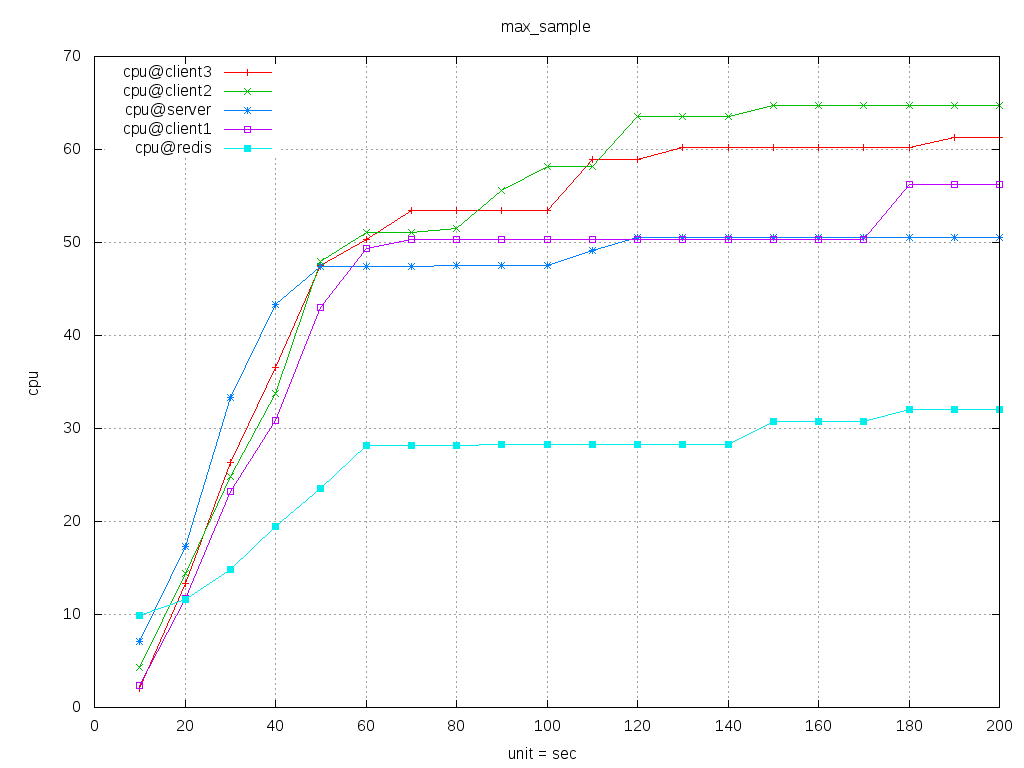 max_sample
cpu@client3
cpu@client2
cpu@server
cpu@client1
cpu@redis
70
60
50
40
30
20
10
0
cpu
0 20 40 60 80 100 120 140 160 180 200
unit = sec